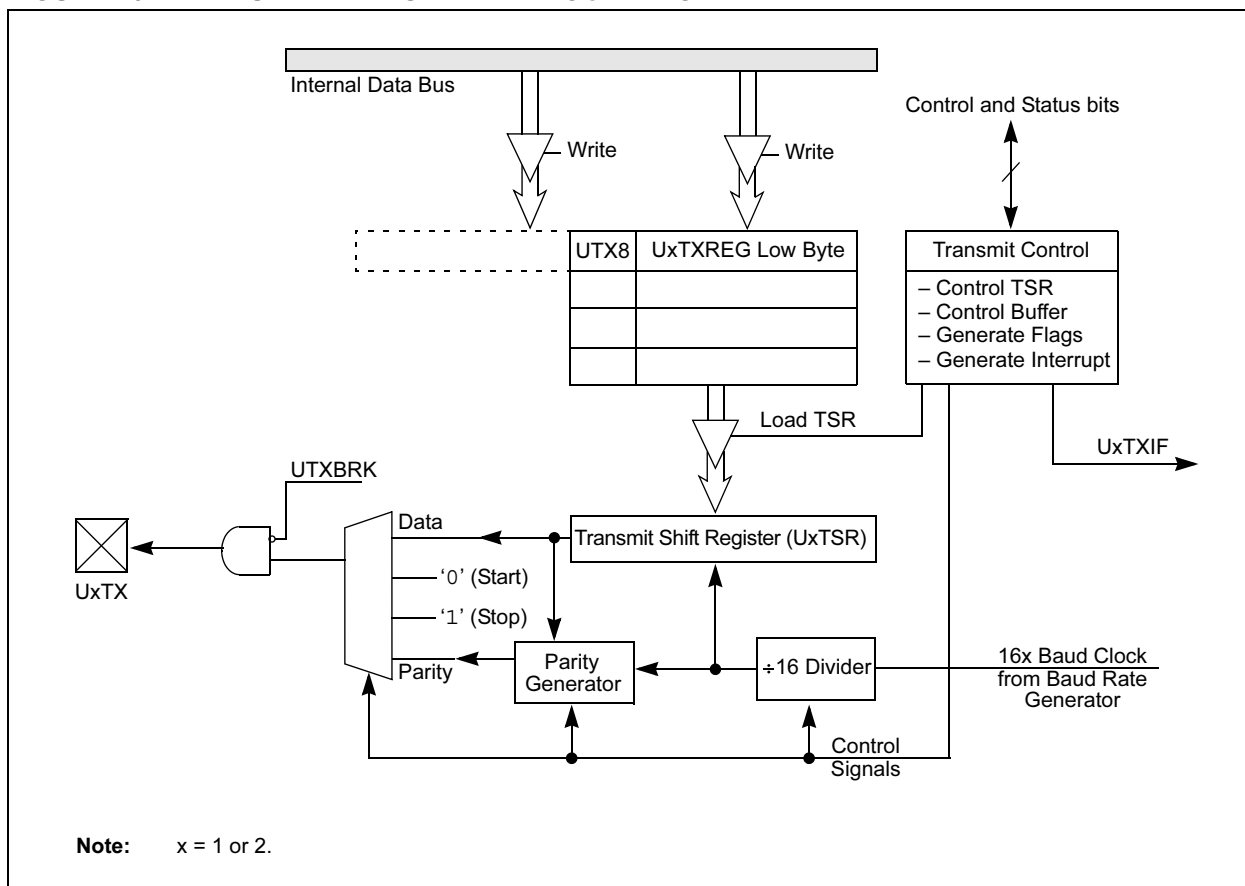 Internal Data Bus
Control and Status bits
Write
Write
UTX8
UxTXREG Low Byte
Transmit Control
– Control TSR
– Control Buffer
– Generate Flags
– Generate Interrupt
Load TSR
UxTXIF
UTXBRK
Data
Transmit Shift Register (UxTSR)
‘0’ (Start)
UxTX
‘1’ (Stop)
Parity
Parity
Generator
÷16 Divider
16x Baud Clock
from Baud Rate
Generator
Control
Signals
Note: x = 1 or 2.